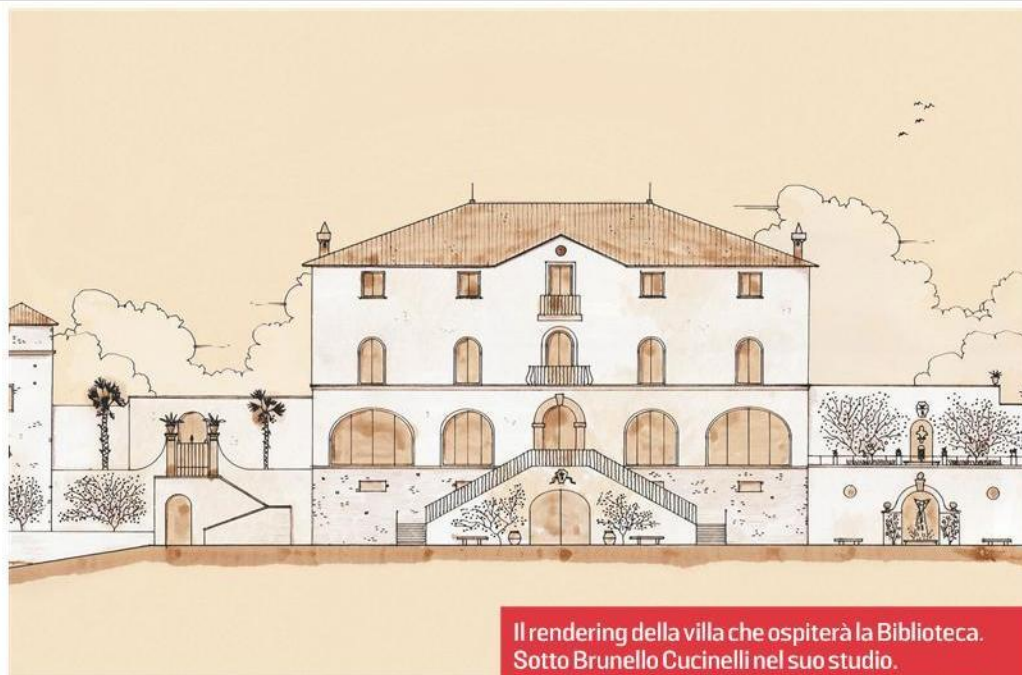 Il rendering della villa che ospiterà la Biblioteca.
Sotto Brunello Cucinelli nel suo studio.